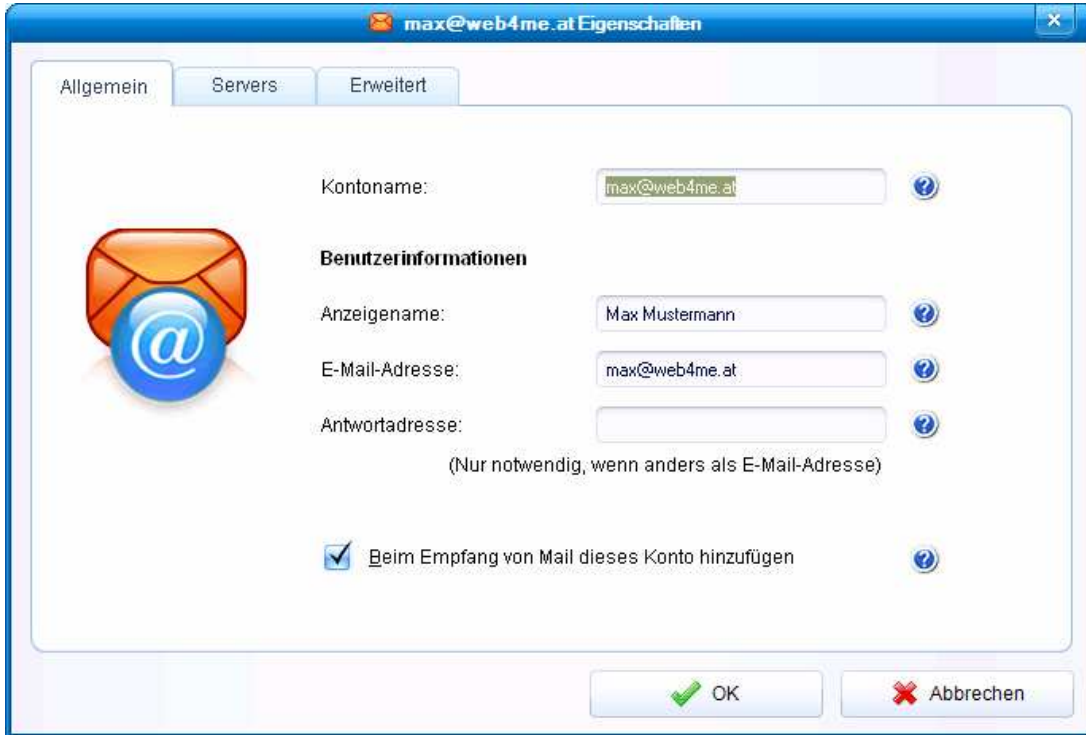 max@web4me.at Eigenschaften
Allgemein Servers Erweitert
Kontoname: max@web4me.at
Benutzerinformationen
Anzeigename: Max Mustermann
E-Mail-Adresse: max@web4me.at
Antwortadresse:
(Nur notwendig, wenn anders als E-Mail-Adresse)
Beim Empfang von Mail dieses Konto hinzufügen
OK Abbrechen